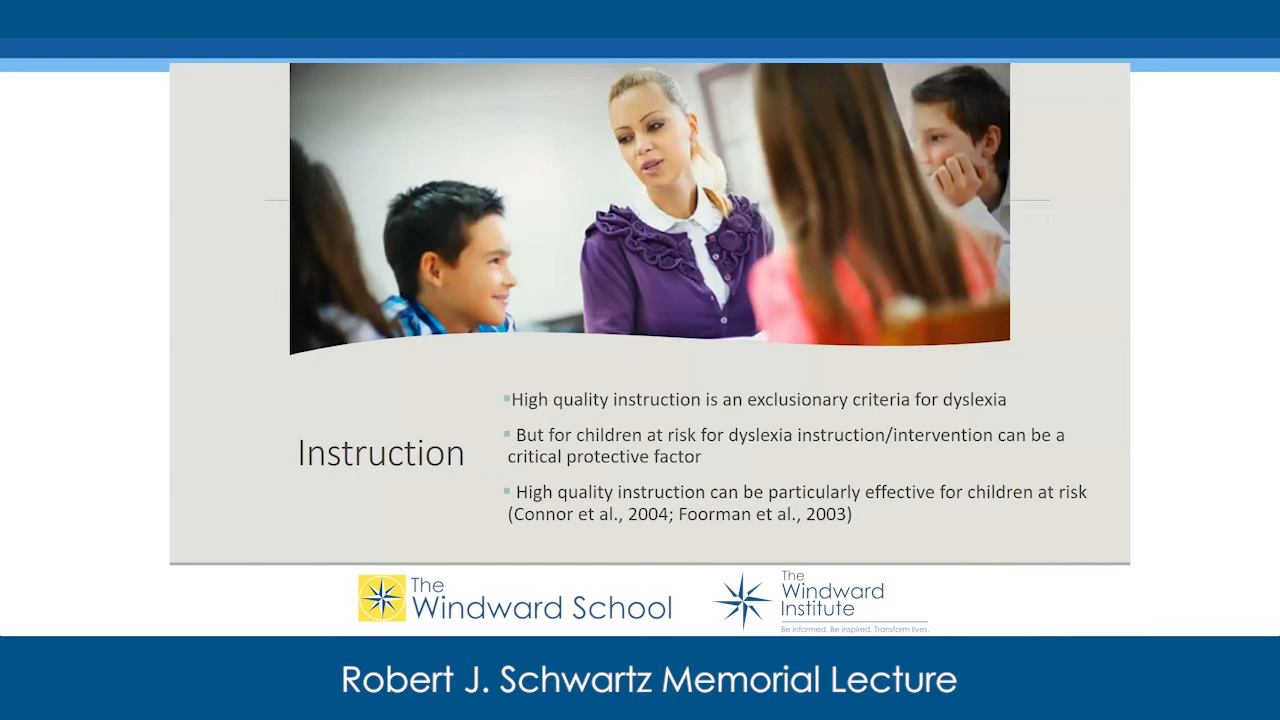 Instruction
▪High quality instruction is an exclusionary criteria for dyslexia
▪ But for children at risk for dyslexia instruction/intervention can be a
critical protective factor
▪ High quality instruction can be particularly effective for children at risk
(Connor et al., 2004; Foorman et al., 2003)
The
Windward School
The
Windward
Institute
Be informed. Be inspired. Transform lives.
Robert J. Schwartz Memorial Lecture